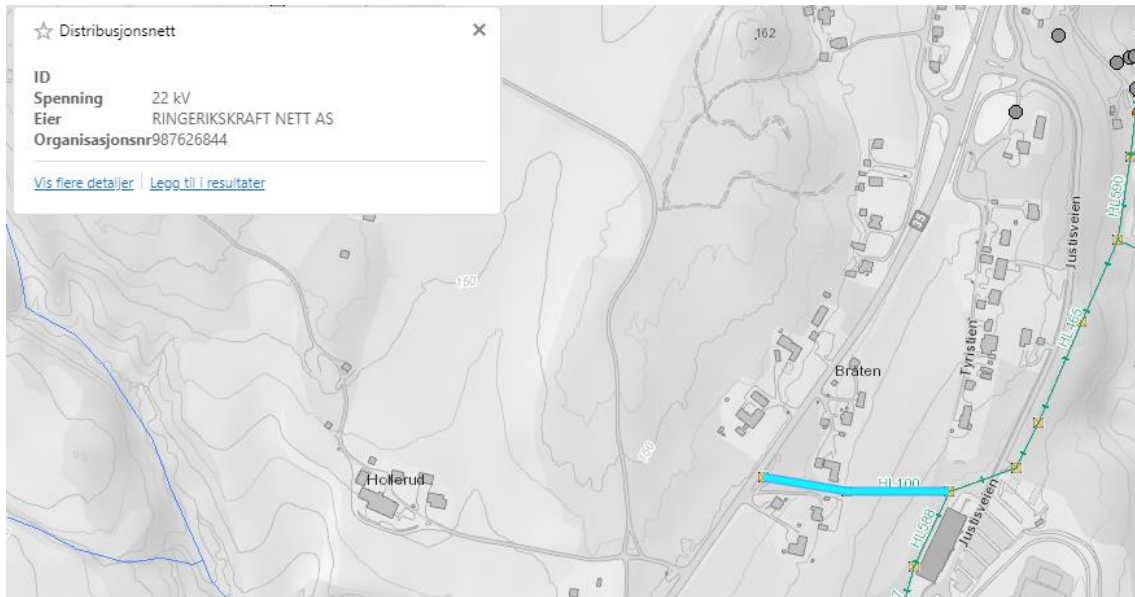 Distribusjonsnett
ID
Spenning 22 kV
Eier RINGERIKSKRAFT NETT AS
Organisasjonsnr987626844
Vis flere detaljer Legg til i resultater
162
35
HL590
Justisveien
150
HL465
Tyristien
Bråten
150
Hollerud
HL100
HL588
Justisveien